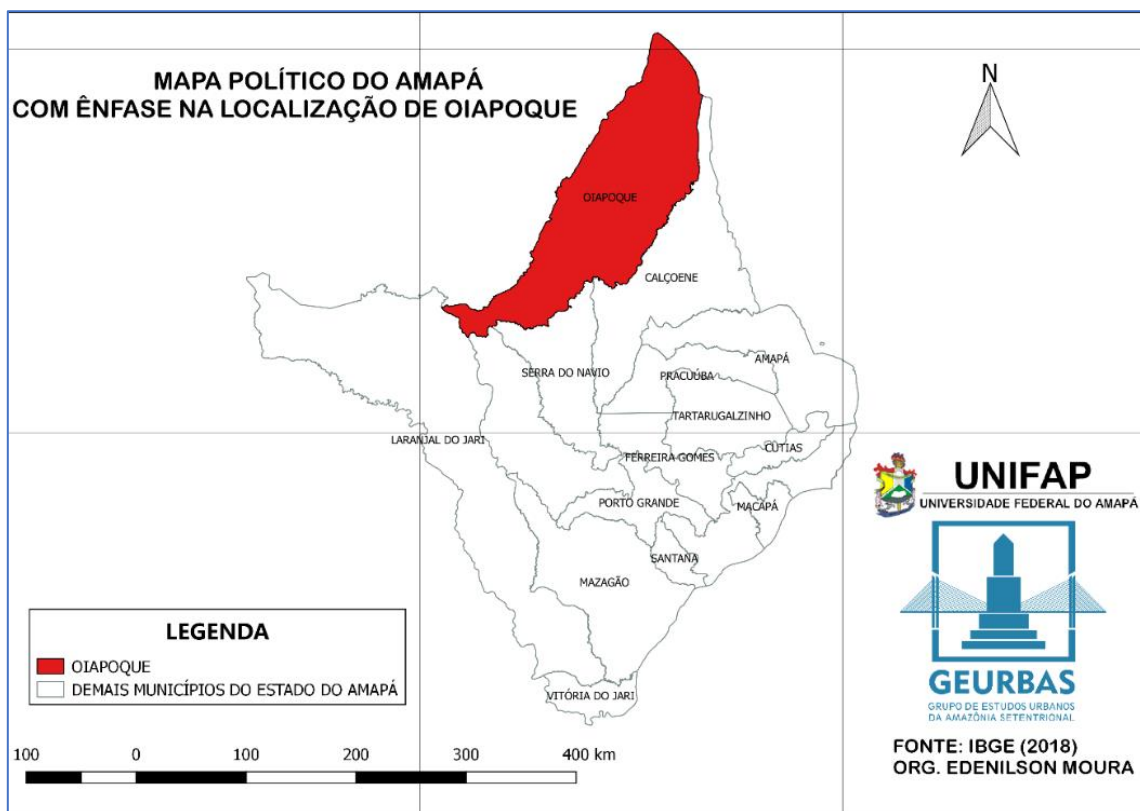 MAPA POLÍTICO DO AMAPÁ
COM ÊNFASE NA LOCALIZAÇÃO DE OIAPOQUE
N
OIAPOQUE
CALÇOENE
AMAPÁ
SERRA DO NAVIO
PRACUÚBA
TARTARUGALZINHO
LARANJAL DO JARI
CUTIAS
FERREIRA GOMES
PORTO GRANDE
MACAPÁ
SANTANA
MAZAGÃO
VITÓRIA DO JARI
UNIFAP
UNIVERSIDADE FEDERAL DO AMAPÁ
GEURBAS
GRUPO DE ESTUDOS URBANOS
DA AMAZÔNIA SETENTRIONAL
LEGENDA
OIAPOQUE
DEMAIS MUNICÍPIOS DO ESTADO DO AMAPÁ
100 0 100 200 300 400 km
FONTE: IBGE (2018)
ORG. EDENILSON MOURA